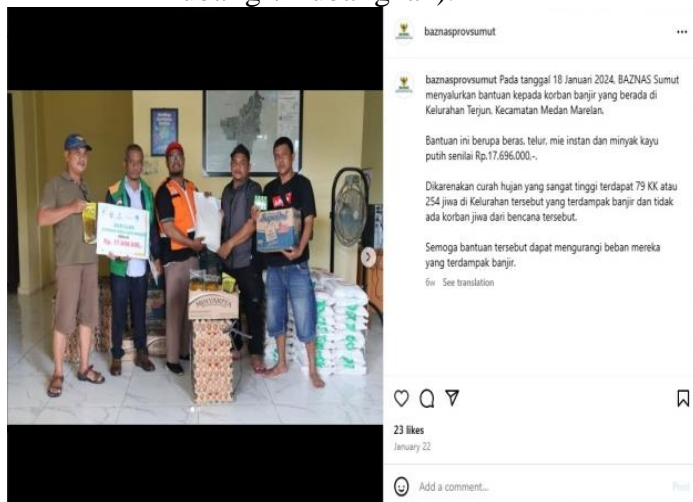 baznasprovsumut
baznasprovsumut Pada tanggal 18 Januari 2024, BAZNAS Sumut
menyalurkan bantuan kepada korban banjir yang berada di
Kelurahan Terjun, Kecamatan Medan Marelan.
Bantuan ini berupa beras, telur, mie instan dan minyak kayu
putih senilai Rp.17.696.000,-.
Dikarenakan curah hujan yang sangat tinggi terdapat 79 KK atau
254 jiwa di Kelurahan tersebut yang terdampak banjir dan tidak
ada korban jiwa dari bencana tersebut.
Semoga bantuan tersebut dapat mengurangi beban mereka
yang terdampak banjir.
6w See translation
23 likes
January 22
Add a comment...
Post
MINYAKITA